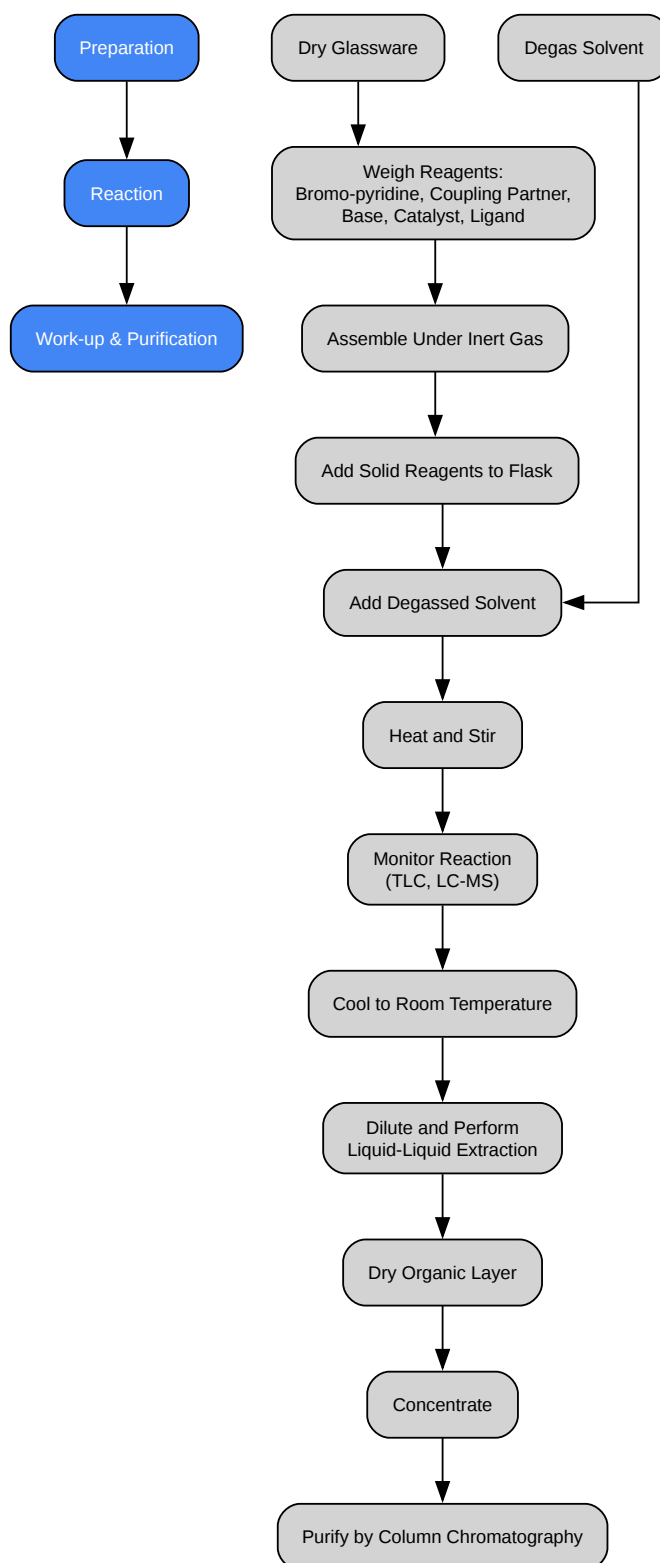 Preparation
Dry Glassware
Degas Solvent
Reaction
Weigh Reagents:
Bromo-pyridine, Coupling Partner,
Base, Catalyst, Ligand
Work-up & Purification
Assemble Under Inert Gas
Add Solid Reagents to Flask
Add Degassed Solvent
Heat and Stir
Monitor Reaction
(TLC, LC-MS)
Cool to Room Temperature
Dilute and Perform
Liquid-Liquid Extraction
Dry Organic Layer
Concentrate
Purify by Column Chromatography